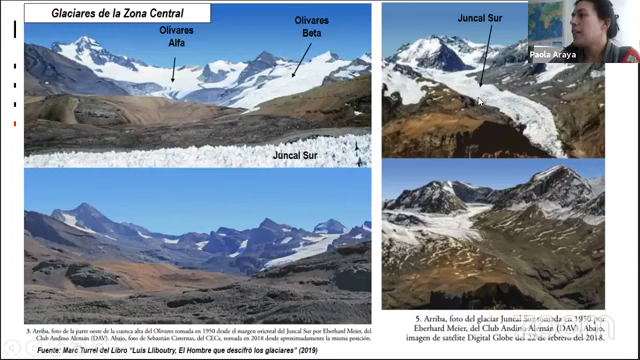 Glaciares de la Zona Central
Olivares
Alfa
Olivares
Beta
Juncal Sur
Juncal Sur
Paola Araya
3. Arriba, foto de la parte oeste de la cuenca alta del Olivares tomada en 1950 desde el margen oriental del Juncal Sur por Eberhard Meier, del
Club Andino Alemán (DAV). Abajo, foto de Sebastián Cisternas, del CECs, tomada en 2018 desde aproximadamente la misma posición.
Fuente: Marc Turrel del Libro "Luis Lliboutry, El Hombre que descifró los glaciares" (2019)
5. Arriba, foto del glaciar Juncal Sur tomada en 1950 por
Eberhard Meier, del Club Andino Alemán (DAV). Abajo,
imagen de satélite Digital Globe del 22 de febrero del 2018.